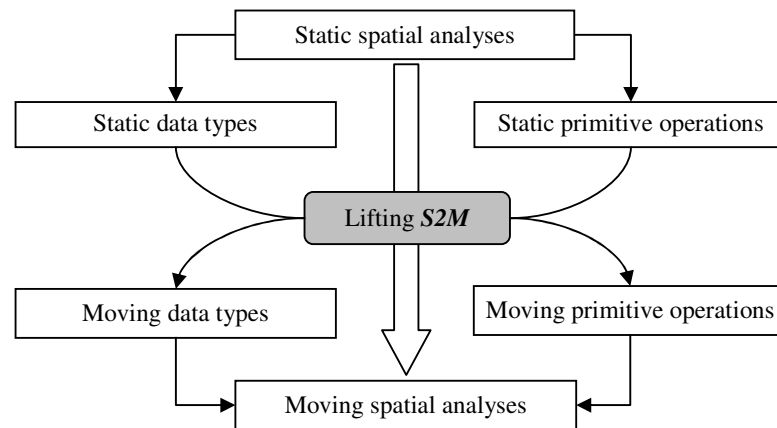 Static spatial analyses
Static data types
Static primitive operations
Lifting S2M
Moving data types
Moving primitive operations
Moving spatial analyses